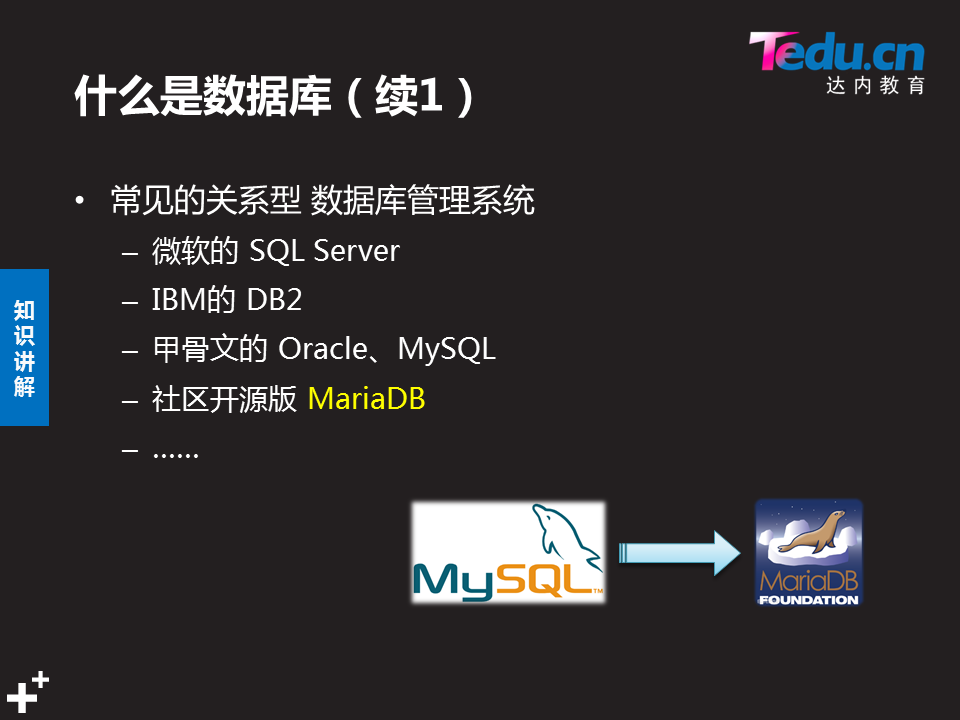 Tedu.cn
达内教育
什么是数据库（续1）
• 常见的关系型 数据库管理系统
– 微软的 SQL Server
– IBM的 DB2
– 甲骨文的 Oracle、MySQL
– 社区开源版 MariaDB
– ……
知识讲解
MySQL™
MariaDB
FOUNDATION